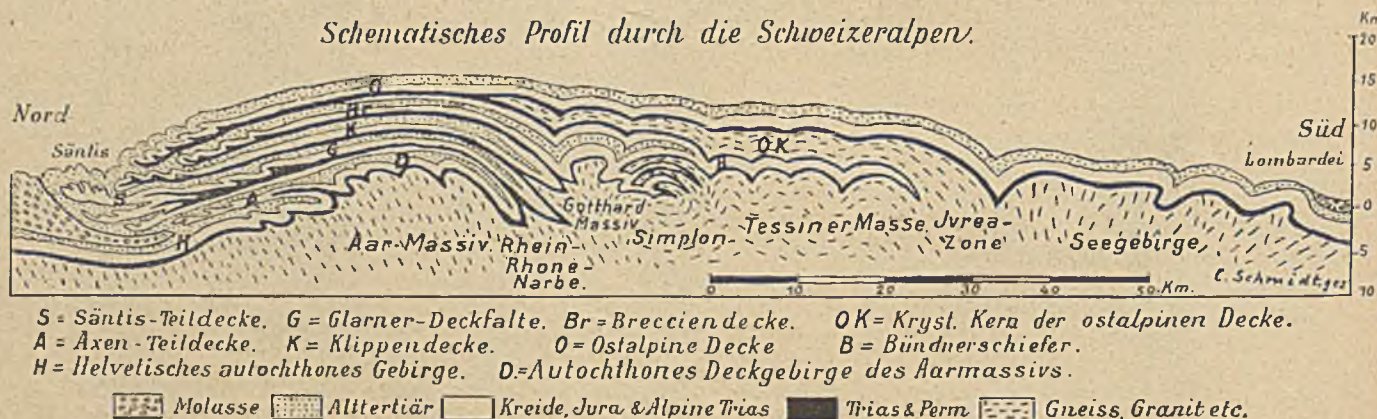 Schematisches Profil durch die Schweizeralpen.
Km
20
15
10
5
0
5
10
Nord
Säntis
Süd
Lombardei
O
Br
K
G
D
S
A
H
OK
B
Gotthard
Massiv
Aar-Massiv.
Rhein-
Rhone-
Narbe.
Simplon-
Tessiner Masse
Jvrea-
Zone
Seegebirge
C. Schmidt, gez
0 10 20 30 40 50 Km.
S = Säntis-Teildecke. G = Glarner-Deckfalte. Br = Brecciendecke. OK = Kryst. Kern der ostalpinen Decke.
A = Axen-Teildecke. K = Klippendecke. O = Ostalpine Decke B = Bündnerschiefer.
H = Helvetisches autochthones Gebirge. D.=Autochthones Deckgebirge des Aarmassivs.
Molasse Alttertiär Kreide, Jura & Alpine Trias Trias & Perm Gneiss, Granit etc.